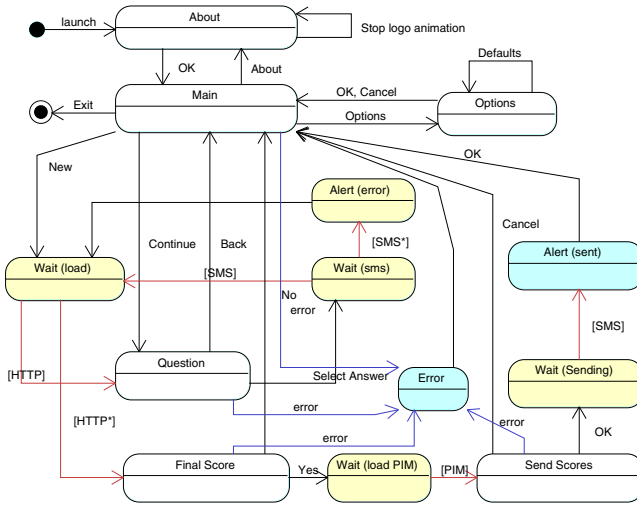 launch
About
Stop logo animation
OK
About
Defaults
Main
OK, Cancel
Options
Exit
Options
New
OK
Alert (error)
Cancel
Continue
Back
[SMS*]
Alert (sent)
Wait (load)
[SMS]
Wait (sms)
No
error
[SMS]
Question
Select Answer
Error
Wait (Sending)
[HTTP]
error
[HTTP*]
error
error
OK
Final Score
Yes
Wait (load PIM)
[PIM]
Send Scores